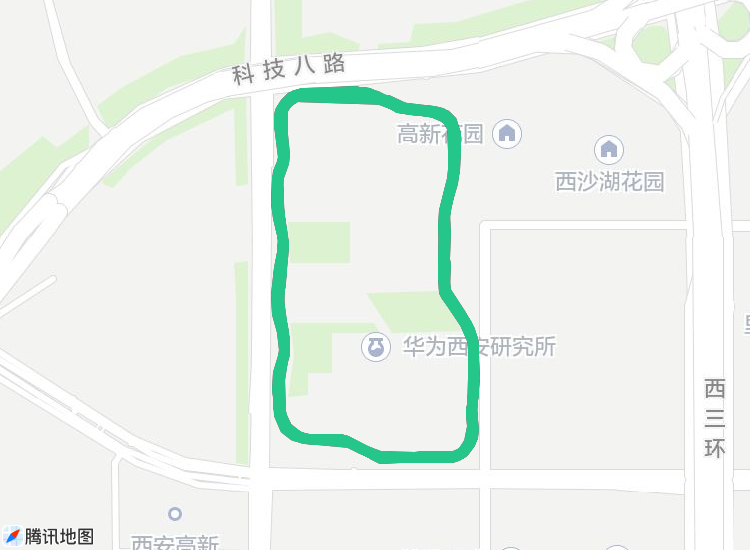 科技八路
高新花园
西沙湖花园
华为西安研究所
西三环
腾讯地图
西安高新